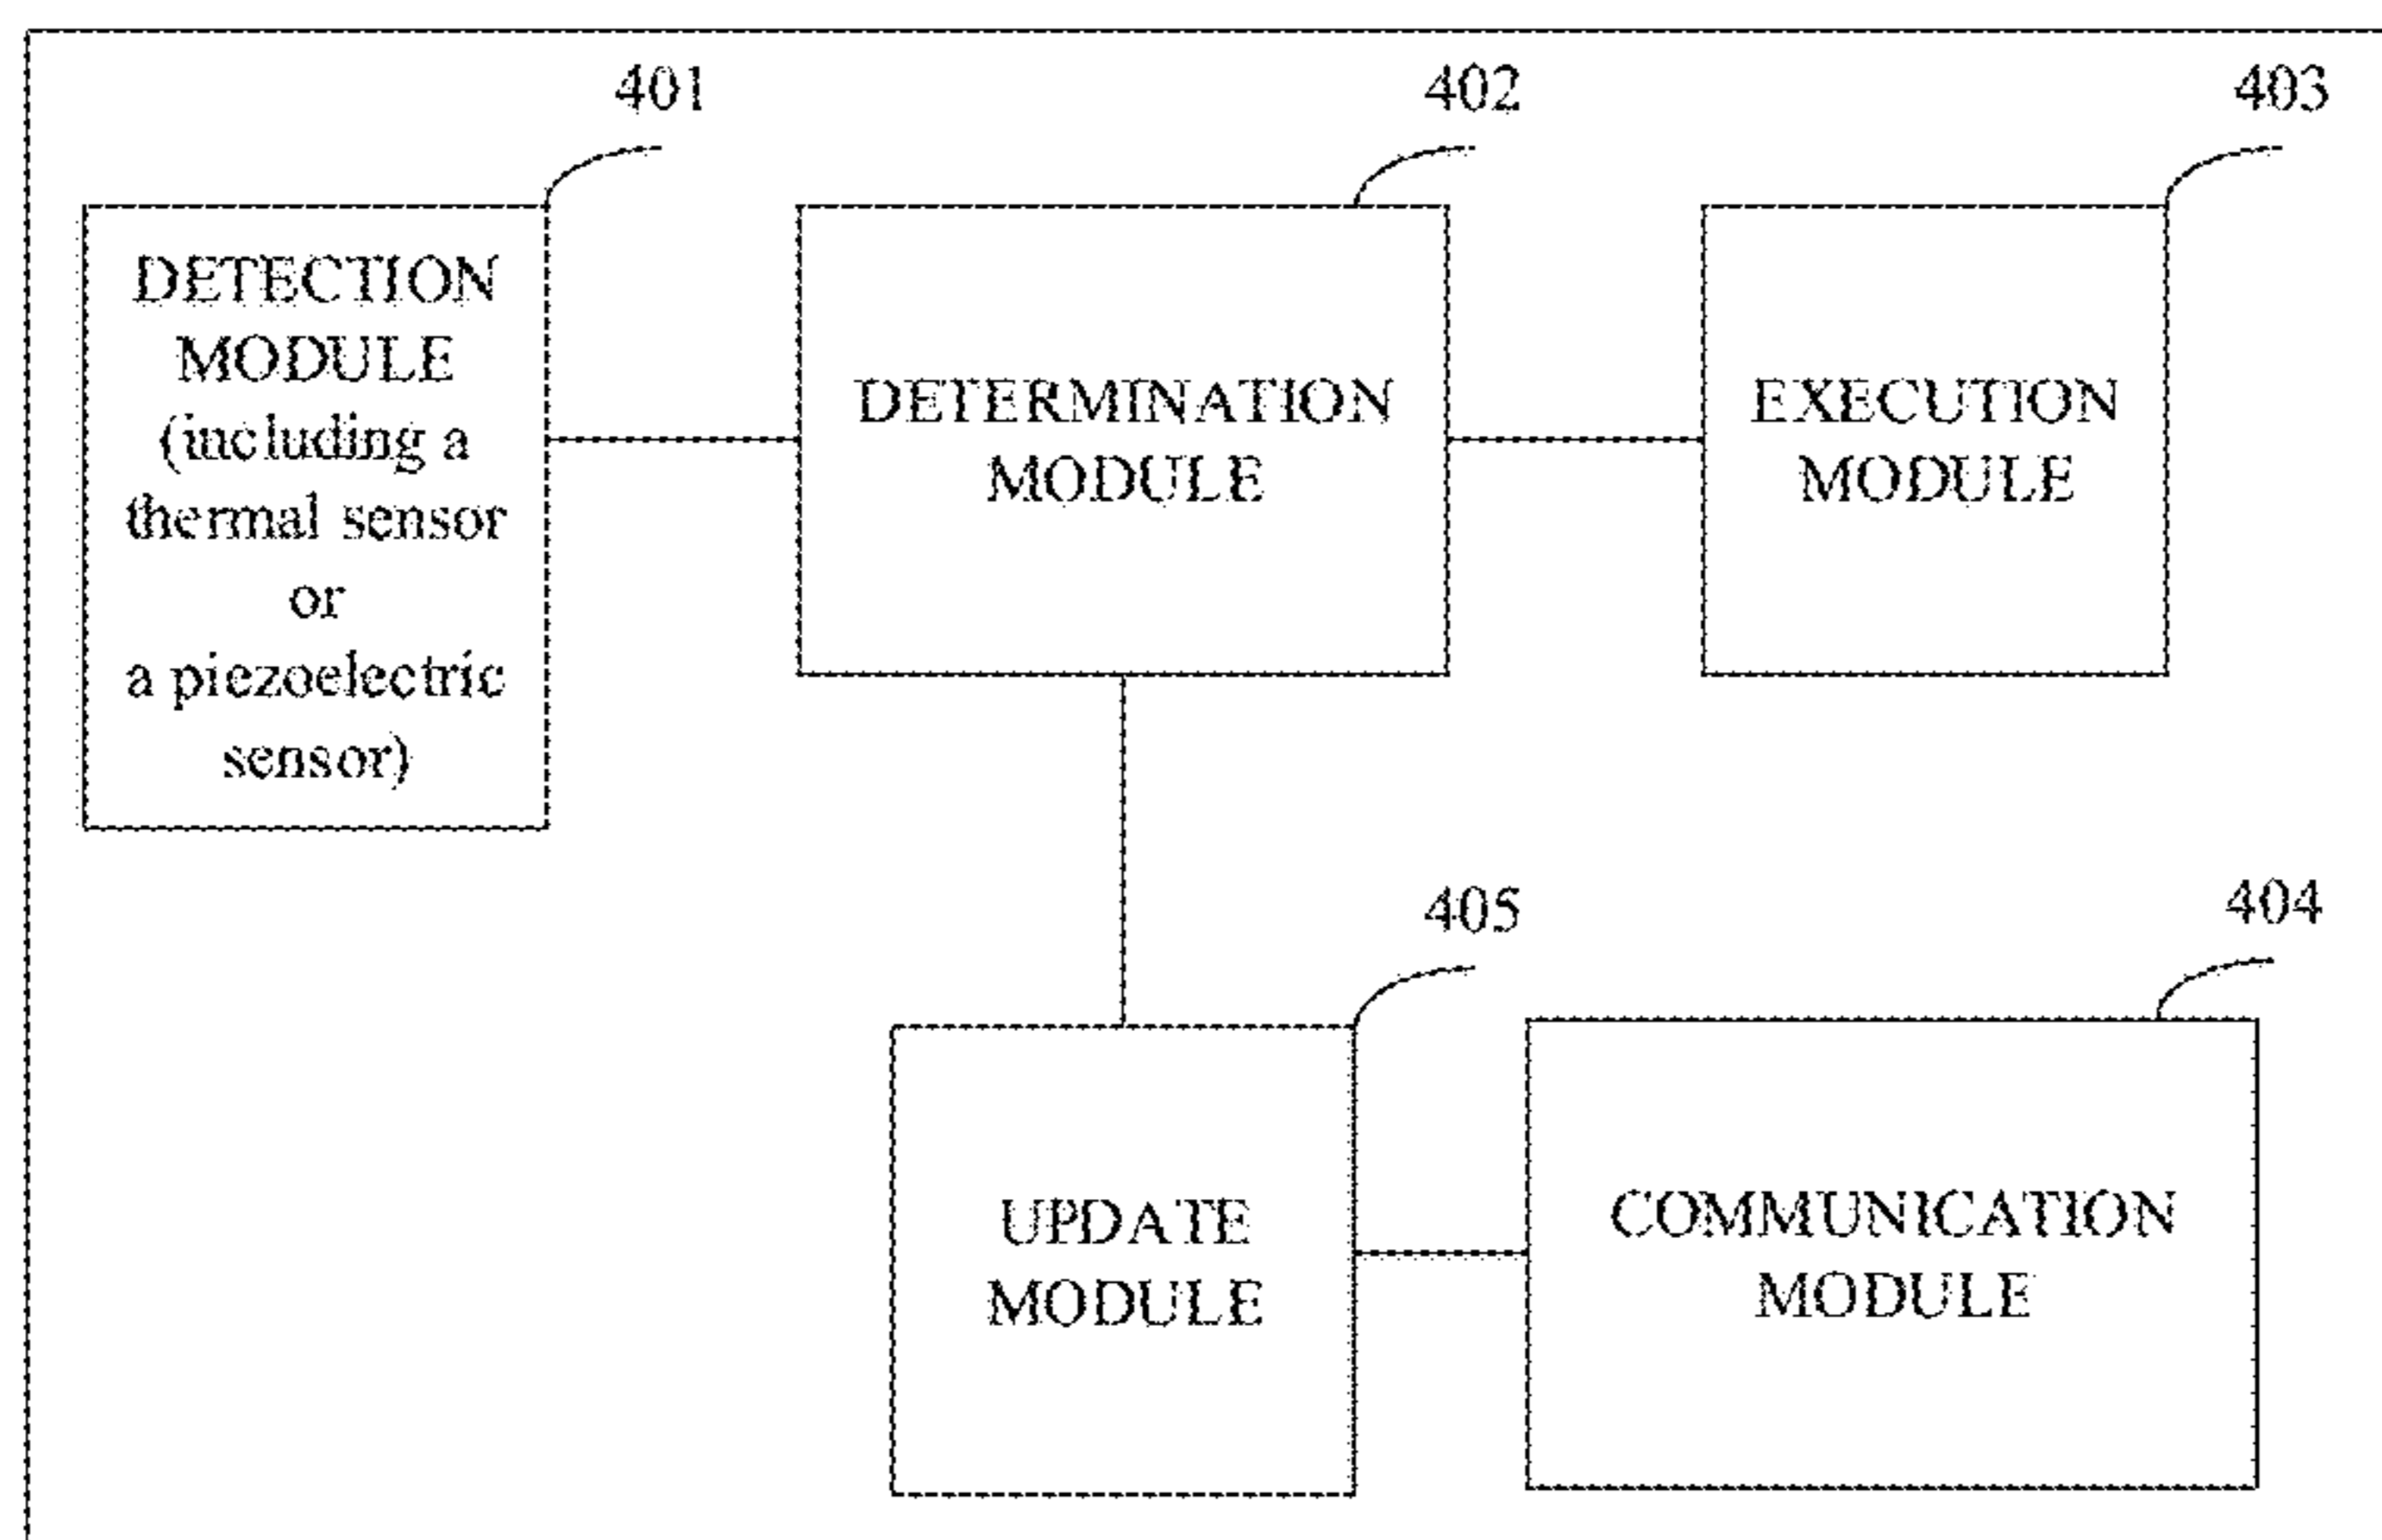 401
402
403
DETECTION
MODULE
(including a
thermal sensor
or
a piezoelectric
sensor)
DETERMINATION
MODULE
EXECUTION
MODULE
405
404
UPDATE
MODULE
COMMUNICATION
MODULE